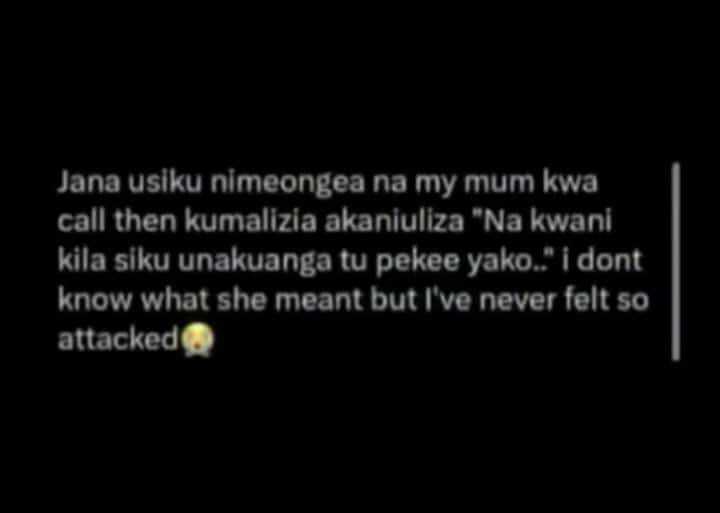 Jana usiku nimeongea na my mum kwa
call then kumalizia akaniuliza "Na kwani
kila siku unakuanga tu pekee yako.." i dont
know what she meant but I've never felt so
attacked😭